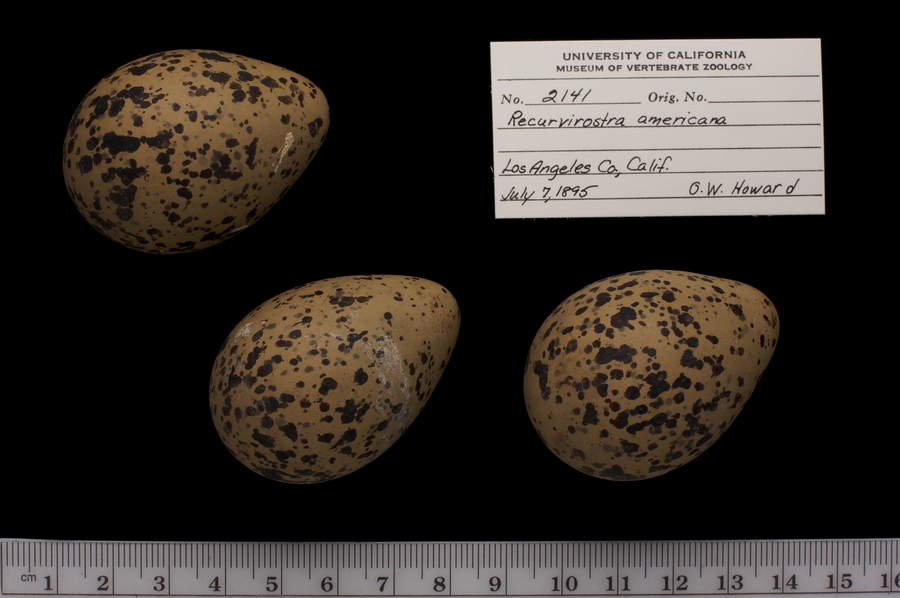 UNIVERSITY OF CALIFORNIA
MUSEUM OF VERTEBRATE ZOOLOGY
No. 2141 Orig. No.
Recurvirostra americana
Los Angeles Co., Calif.
July 7, 1895 O.W. Howard
cm 1 2 3 4 5 6 7 8 9 10 11 12 13 14 15 16